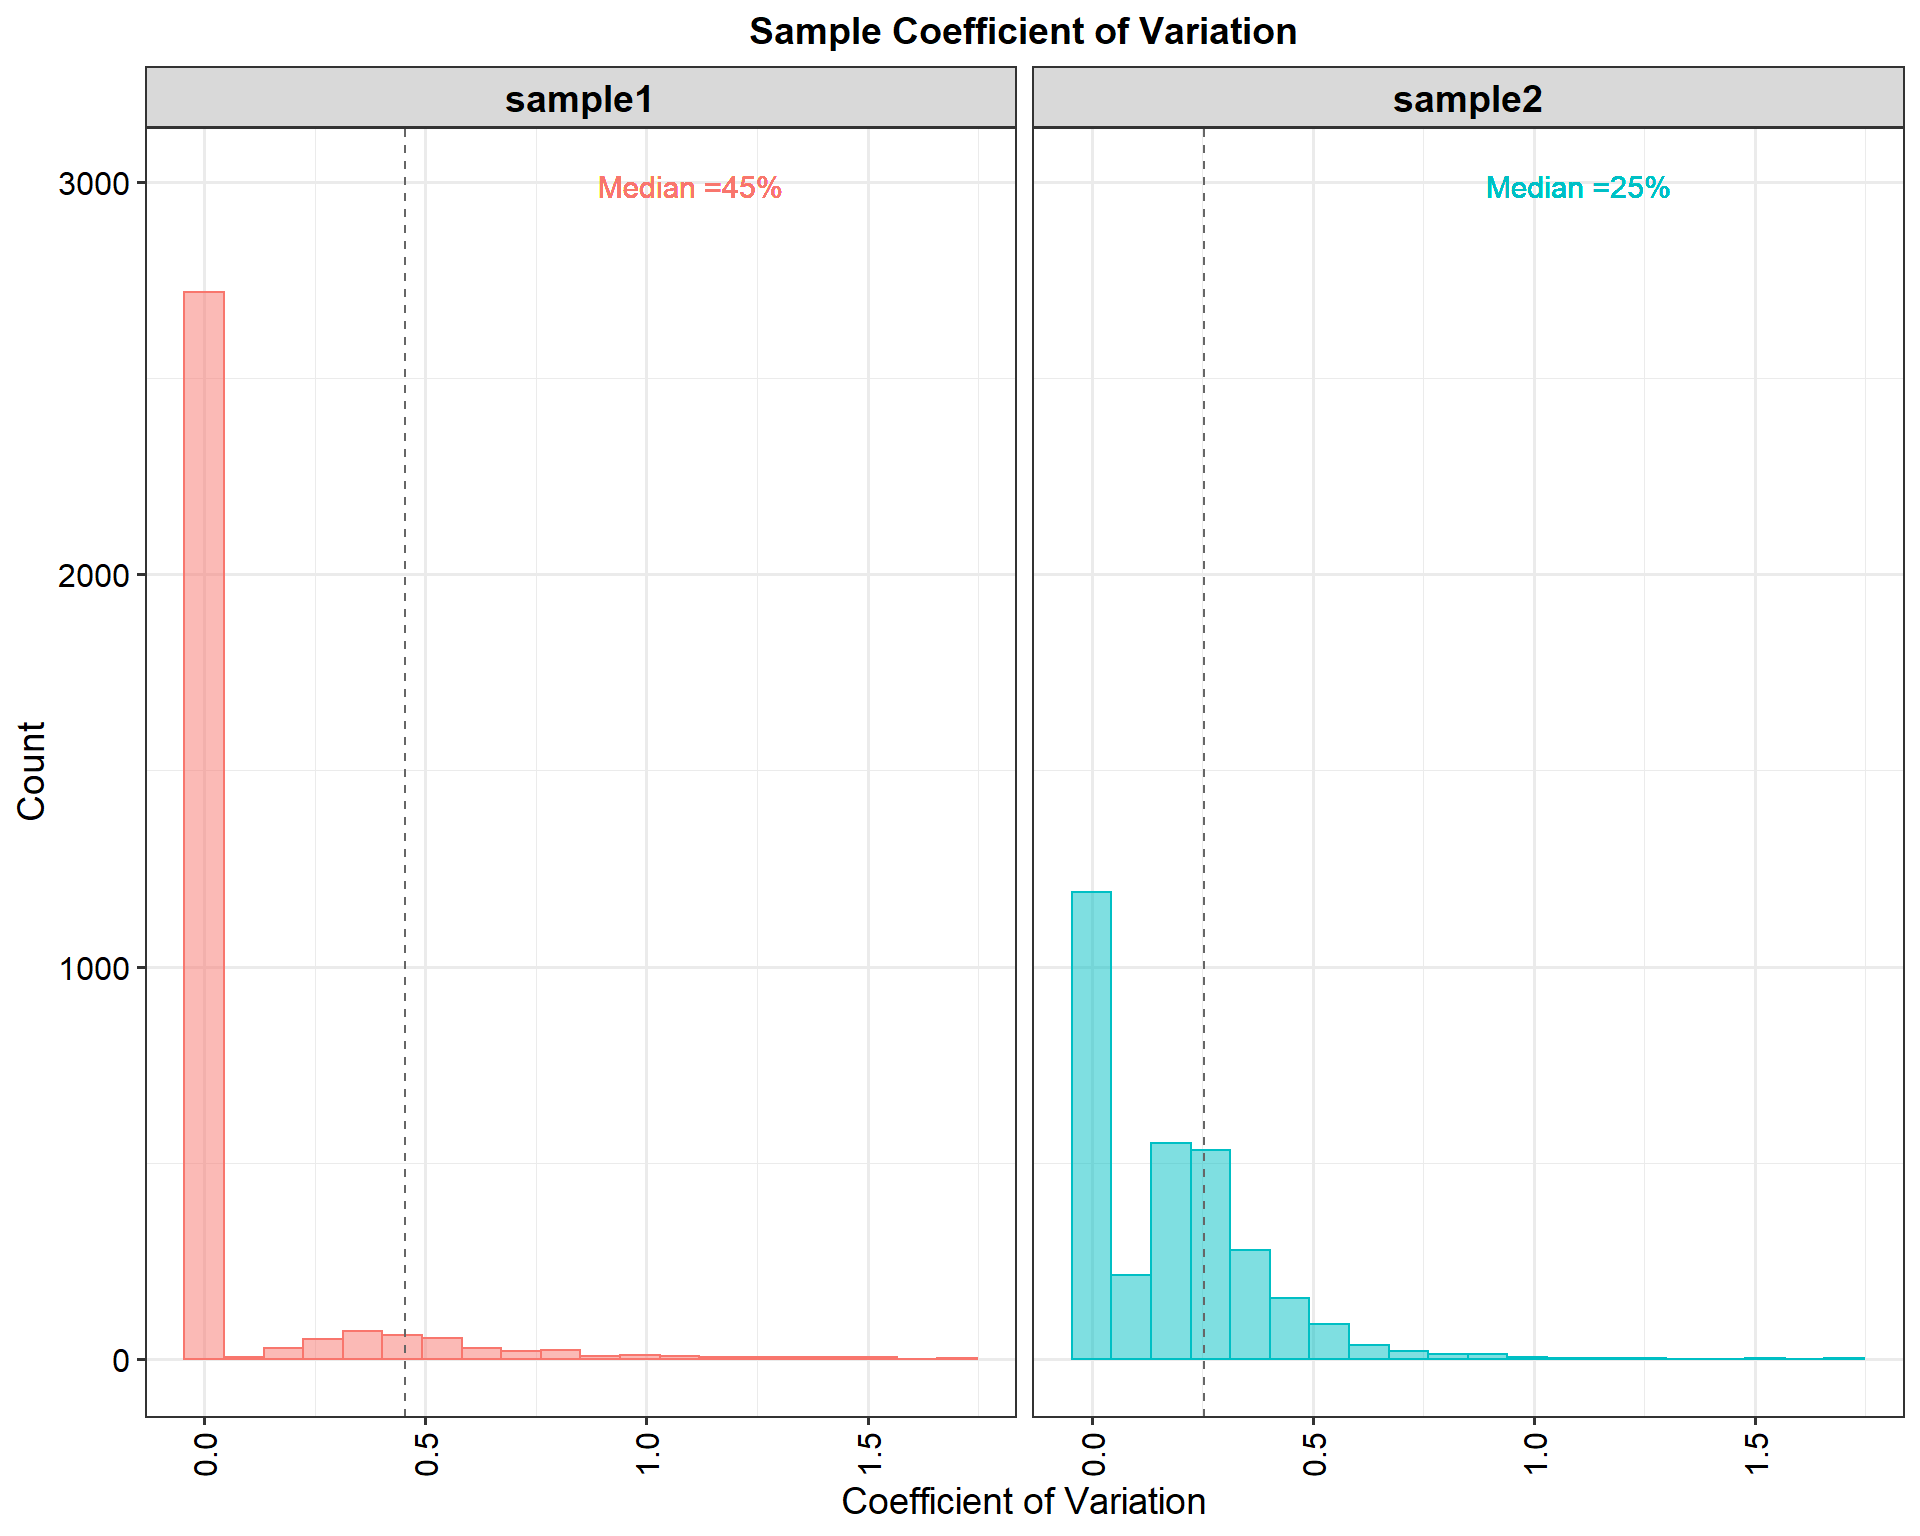 Sample Coefficient of Variation
sample1
sample2
Median =45%
Median =25%
3000
2000
1000
0
Count
0.0
0.5
1.0
1.5
0.0
0.5
1.0
1.5
Coefficient of Variation